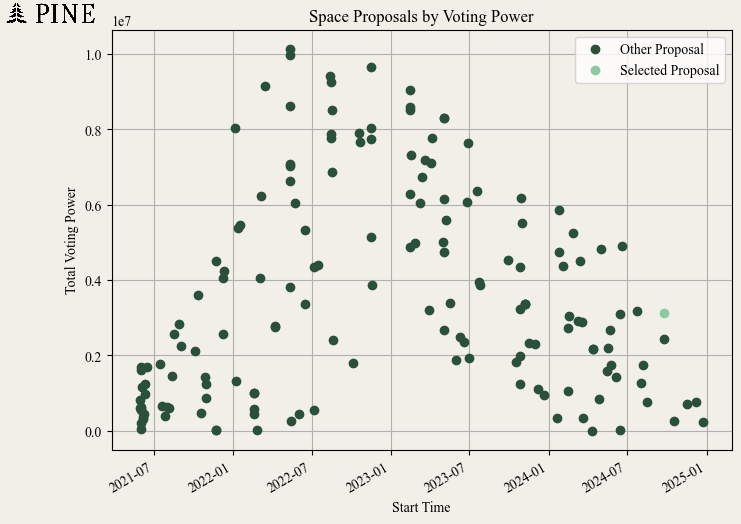 PINE
Space Proposals by Voting Power
1e7
Other Proposal
Selected Proposal
1.0
0.8
0.6
0.4
0.2
0.0
Total Voting Power
2021-07
2022-01
2022-07
2023-01
2023-07
2024-01
2024-07
2025-01
Start Time